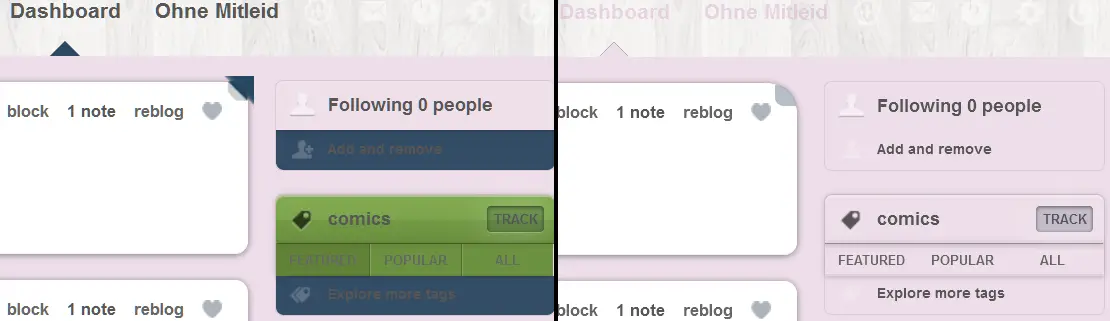 Dashboard Ohne Mitleid
block 1 note reblog
Following 0 people
Add and remove
comics TRACK
FEATURED POPULAR ALL
Explore more tags
block 1 note reblog
Dashboard Ohne Mitleid
block 1 note reblog
Following 0 people
Add and remove
comics TRACK
FEATURED POPULAR ALL
Explore more tags
block 1 note reblog